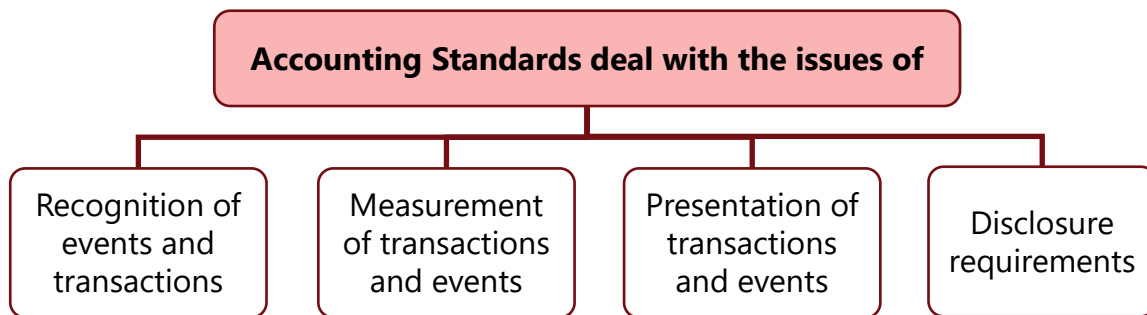 Accounting Standards deal with the issues of
Recognition of
events and
transactions
Measurement
of transactions
and events
Presentation of
transactions
and events
Disclosure
requirements